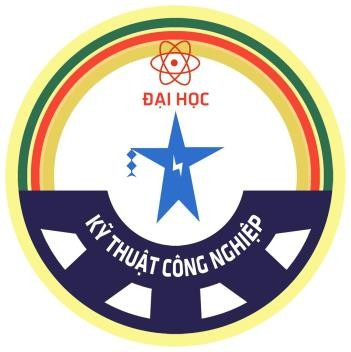 ĐẠI HỌC
KỸ THUẬT CÔNG NGHIỆP